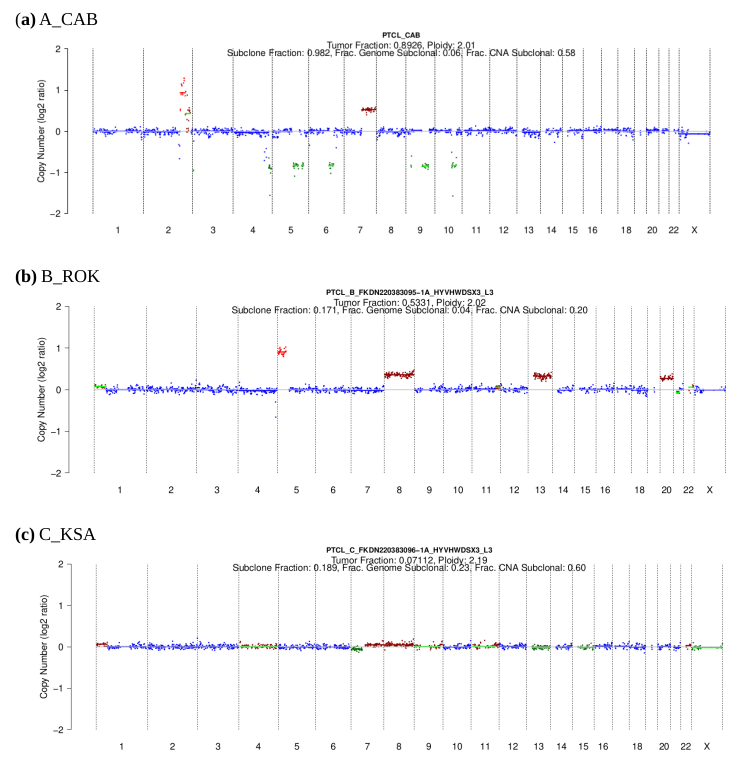 (a) A_CAB
PTCL_CAB
Tumor Fraction: 0.8926, Ploidy: 2.01
Subclone Fraction: 0.982, Frac. Genome Subclonal: 0.06, Frac. CNA Subclonal: 0.58
Copy Number (log2 ratio)
2
1
0
−1
−2
1 2 3 4 5 6 7 8 9 10 11 12 13 14 15 16 18 20 22 X
(b) B_ROK
PTCL_B_FKDN220383095−1A_HYVHWDSX3_L3
Tumor Fraction: 0.5331, Ploidy: 2.02
Subclone Fraction: 0.171, Frac. Genome Subclonal: 0.04, Frac. CNA Subclonal: 0.20
Copy Number (log2 ratio)
2
1
0
−1
−2
1 2 3 4 5 6 7 8 9 10 11 12 13 14 15 16 18 20 22 X
(c) C_KSA
PTCL_C_FKDN220383096−1A_HYVHWDSX3_L3
Tumor Fraction: 0.07112, Ploidy: 2.19
Subclone Fraction: 0.189, Frac. Genome Subclonal: 0.23, Frac. CNA Subclonal: 0.60
Copy Number (log2 ratio)
2
1
0
−1
−2
1 2 3 4 5 6 7 8 9 10 11 12 13 14 15 16 18 20 22 X